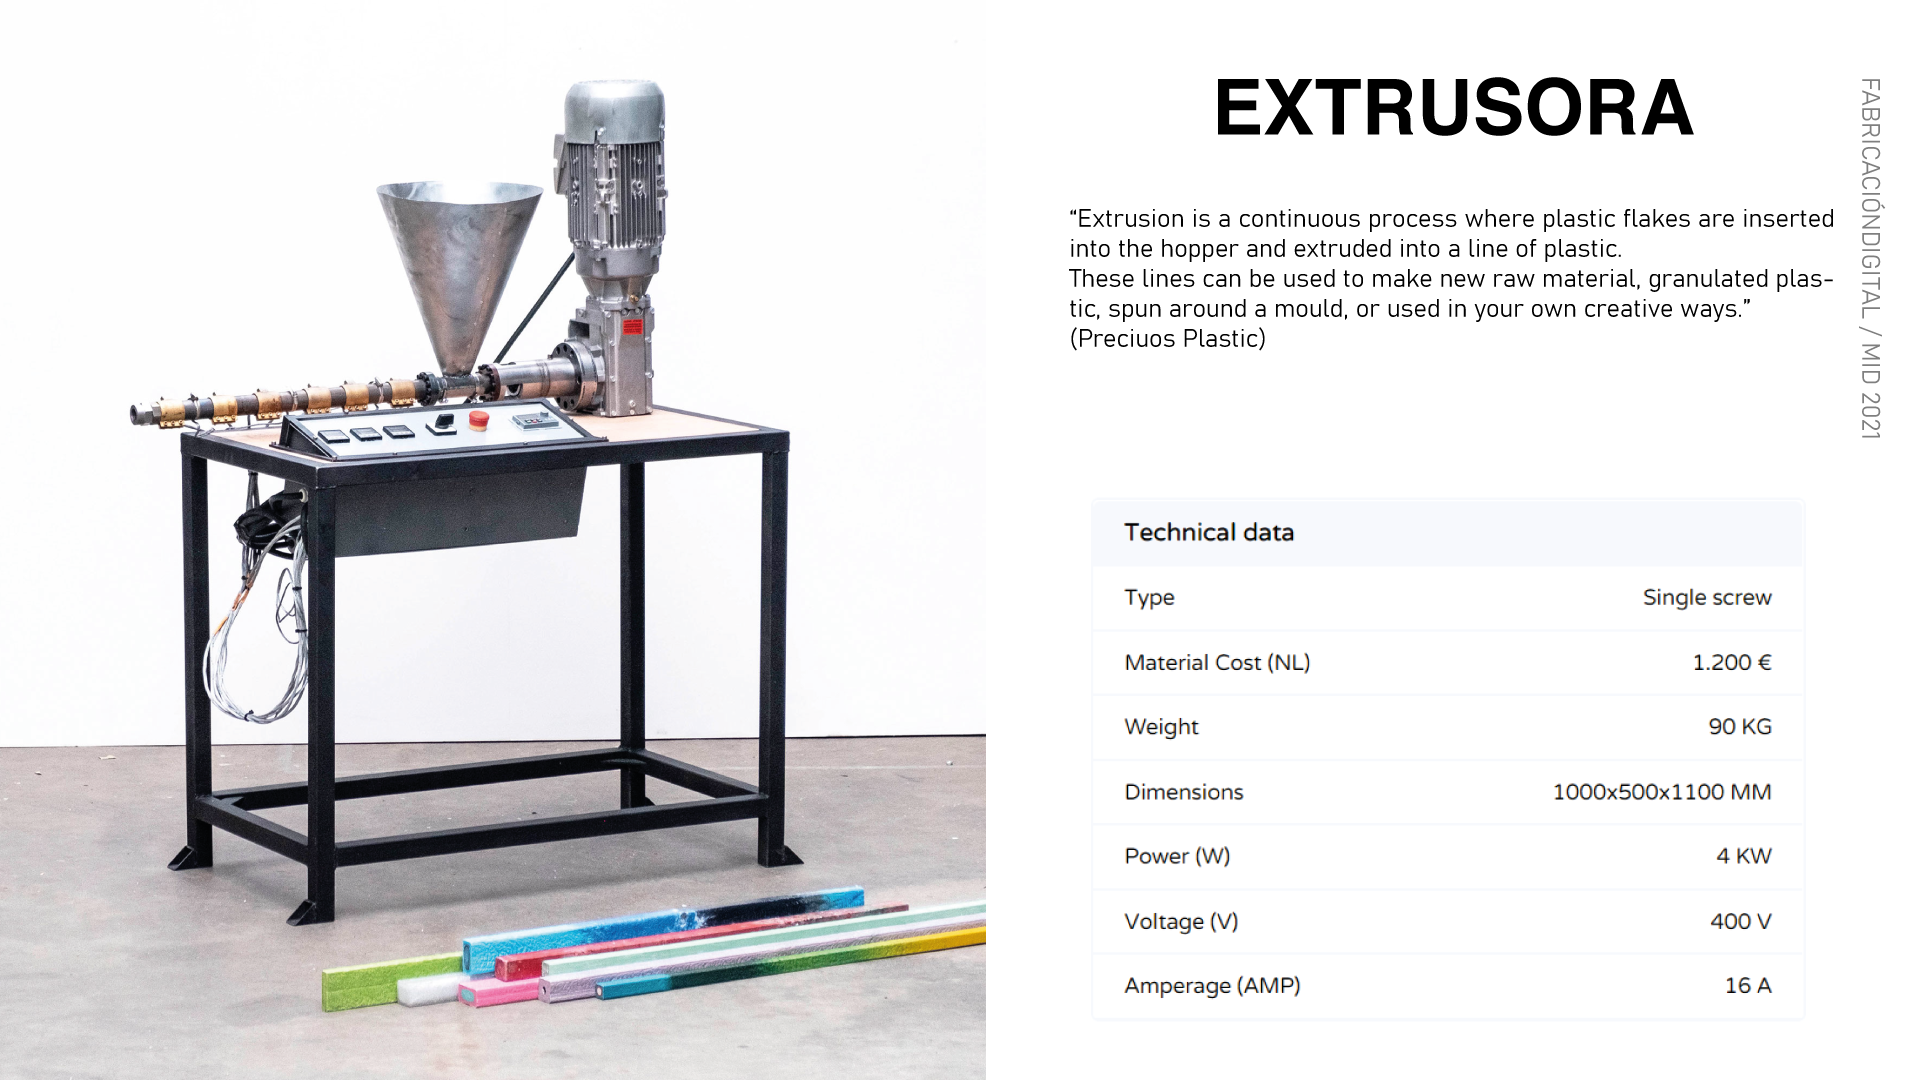 EXTRUSORA
“Extrusion is a continuous process where plastic flakes are inserted
into the hopper and extruded into a line of plastic.
These lines can be used to make new raw material, granulated plas-
tic, spun around a mould, or used in your own creative ways.”
(Preciuos Plastic)
FABRICACIÓNDIGITAL / MID 2021
Technical data
Type Single screw
Material Cost (NL) 1.200 €
Weight 90 KG
Dimensions 1000x500x1100 MM
Power (W) 4 KW
Voltage (V) 400 V
Amperage (AMP) 16 A